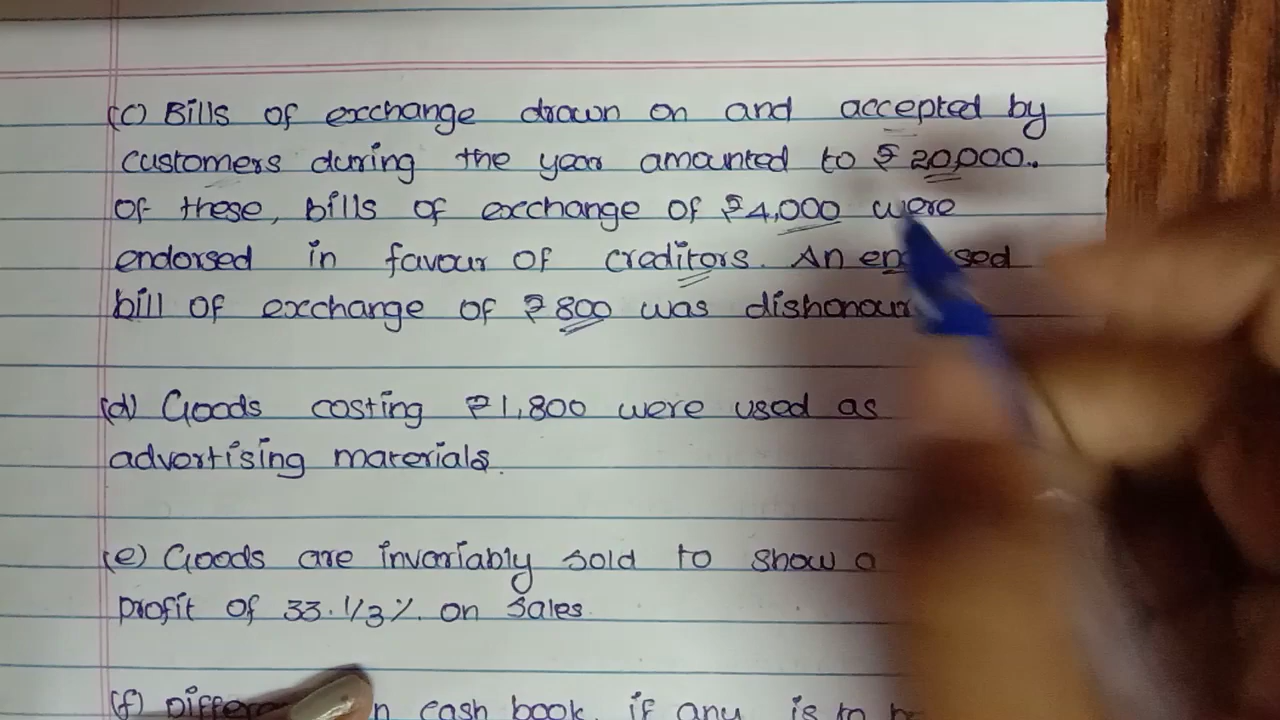 (c) Bills of exchange drawn on and accepted by
customers during the year amounted to ₹ 20,000.
Of these, bills of exchange of ₹4,000 were
endorsed in favour of creditors. An
bill of exchange of ₹800 was
(d) Goods costing ₹1,800 were used as
advertising materials.
(e) Goods are invariably sold to show a
profit of 33.1/3% on sales.
(f) cash book, if any is to